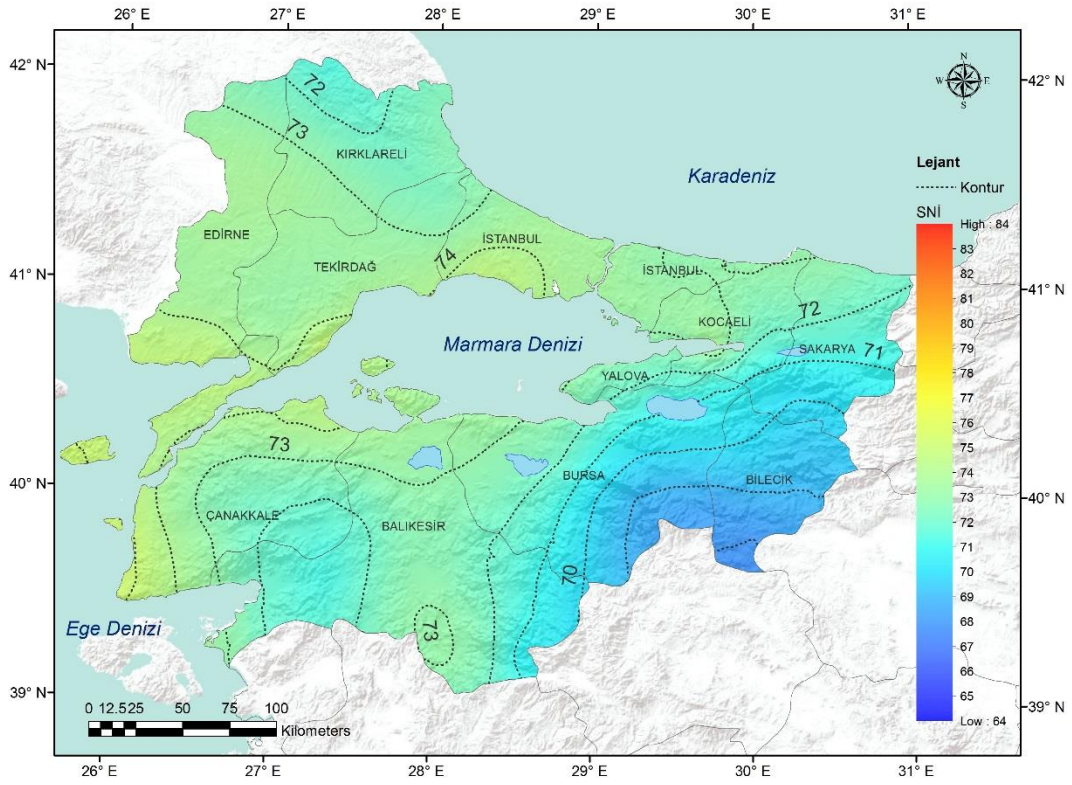 26° E 27° E 28° E 29° E 30° E 31° E
42° N
42° N
N
W E
S
72
73
KIRKLARELİ
Karadeniz
Lejant
Kontur
SNİ
High : 84
83
82
81
80
79
78
77
76
75
74
73
72
71
70
69
68
67
66
65
Low : 64
EDİRNE
İSTANBUL
TEKİRDAĞ
74
İSTANBUL
41° N
41° N
KOCAELİ
72
Marmara Denizi
SAKARYA
71
YALOVA
73
BURSA
BİLECİK
40° N
40° N
ÇANAKKALE
BALIKESİR
70
73
Ege Denizi
39° N
39° N
0 12.525 50 75 100
Kilometers
26° E 27° E 28° E 29° E 30° E 31° E